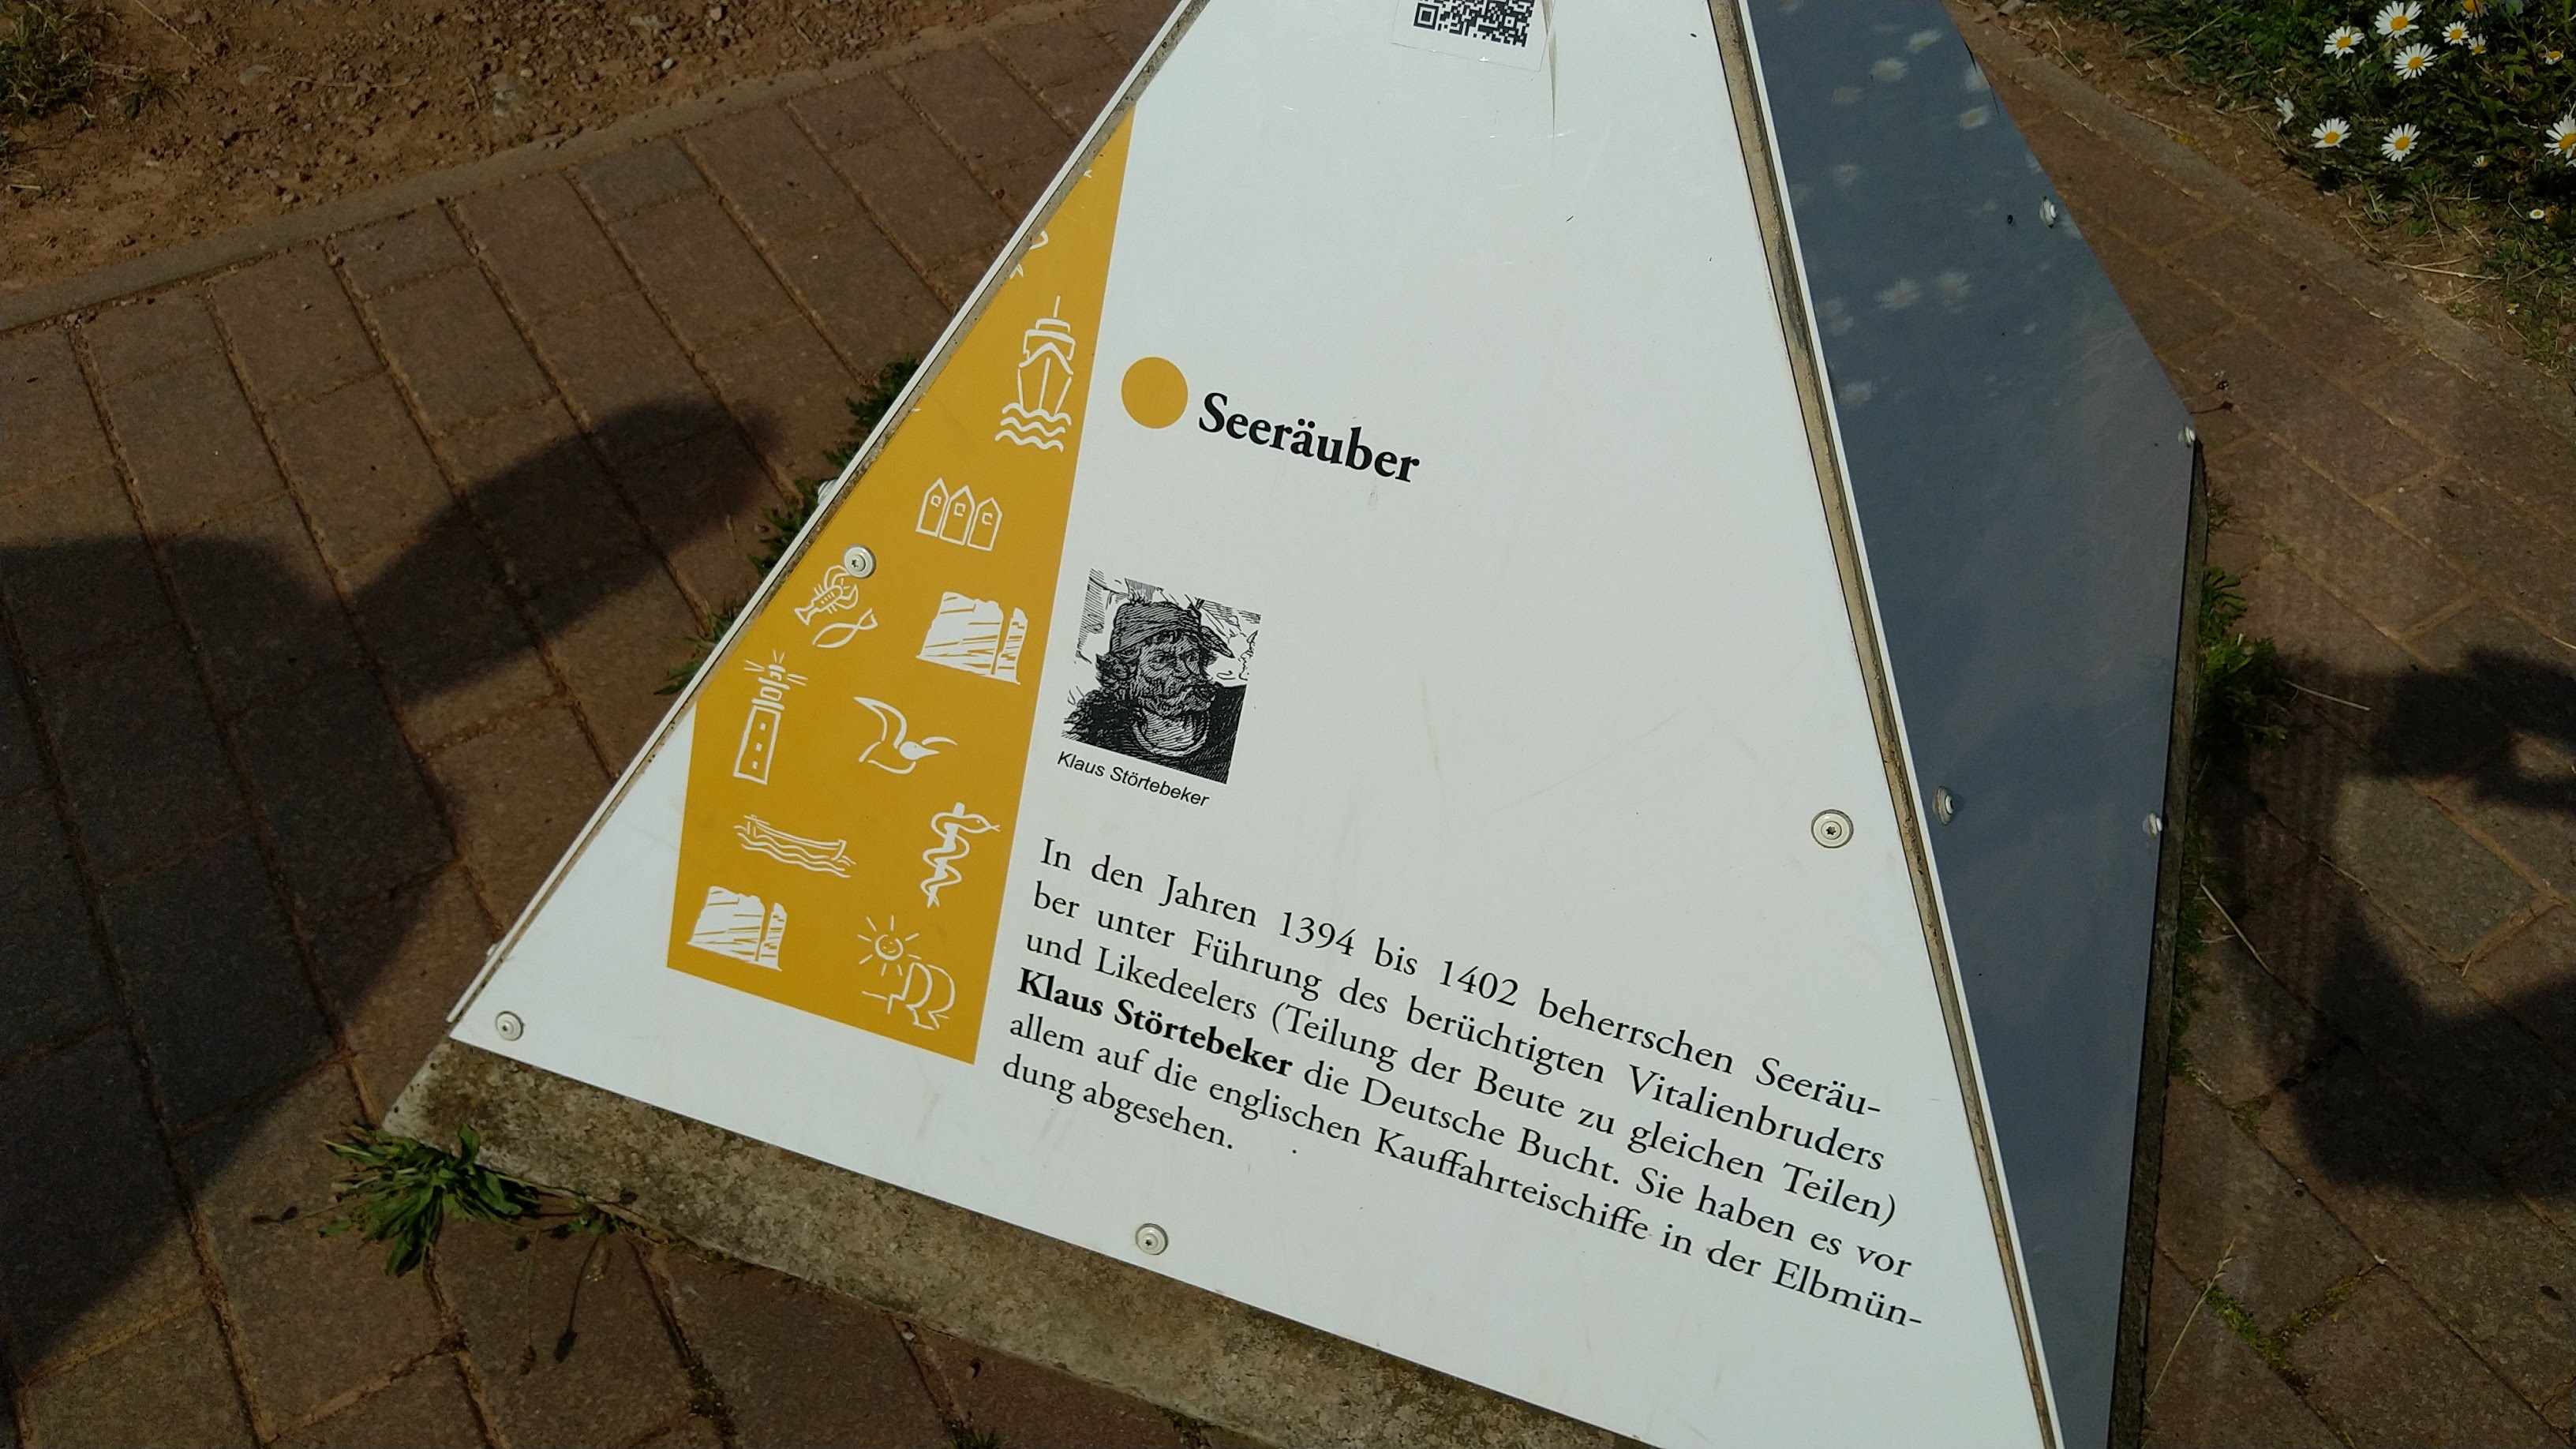 Seeräuber
Klaus Störtebeker
In den Jahren 1394 bis 1402 beherrschen Seeräu-
ber unter Führung des berüchtigten Vitalienbruders
und Likedeelers (Teilung der Beute zu gleichen Teilen)
Klaus Störtebeker die Deutsche Bucht. Sie haben es vor
allem auf die englischen Kauffahrteischiffe in der Elbmün-
dung abgesehen.